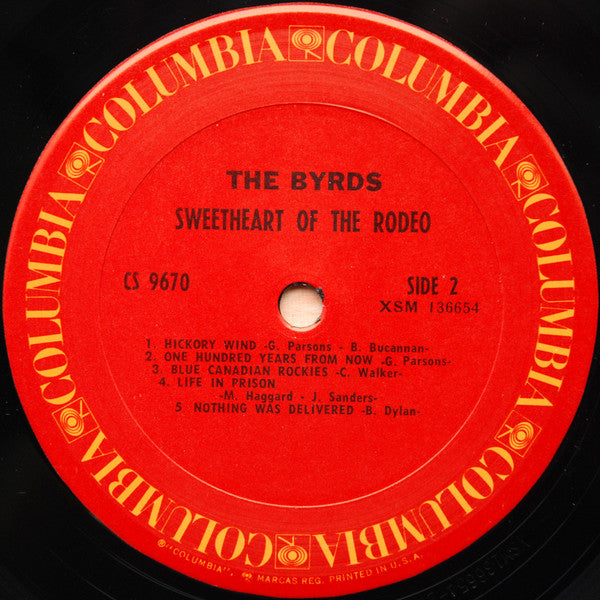 COLUMBIA COLUMBIA COLUMBIA COLUMBIA COLUMBIA COLUMBIA
THE BYRDS
SWEETHEART OF THE RODEO
CS 9670
SIDE 2
XSM 136654
1 HICKORY WIND -G. Parsons - B. Bucannan-
2. ONE HUNDRED YEARS FROM NOW -G. Parsons-
3. BLUE CANADIAN ROCKIES -C. Walker-
4. LIFE IN PRISON
-M. Haggard - J. Sanders-
5 NOTHING WAS DELIVERED -B. Dylan-
® "COLUMBIA", MARCAS REG. PRINTED IN U.S.A.